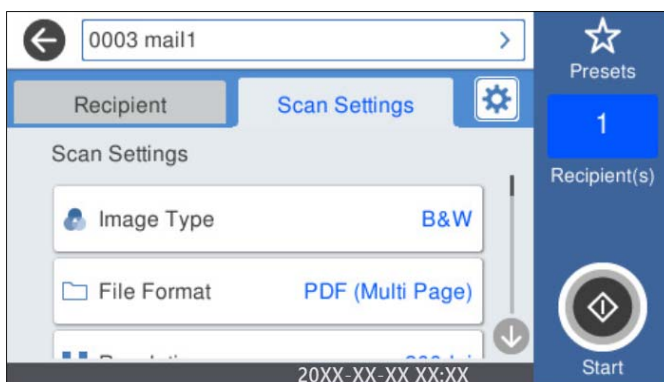 0003 mail1
Presets
Recipient
Scan Settings
1
Recipient(s)
Scan Settings
Image Type B&W
File Format PDF (Multi Page)
20XX-XX-XX XX:XX
Start